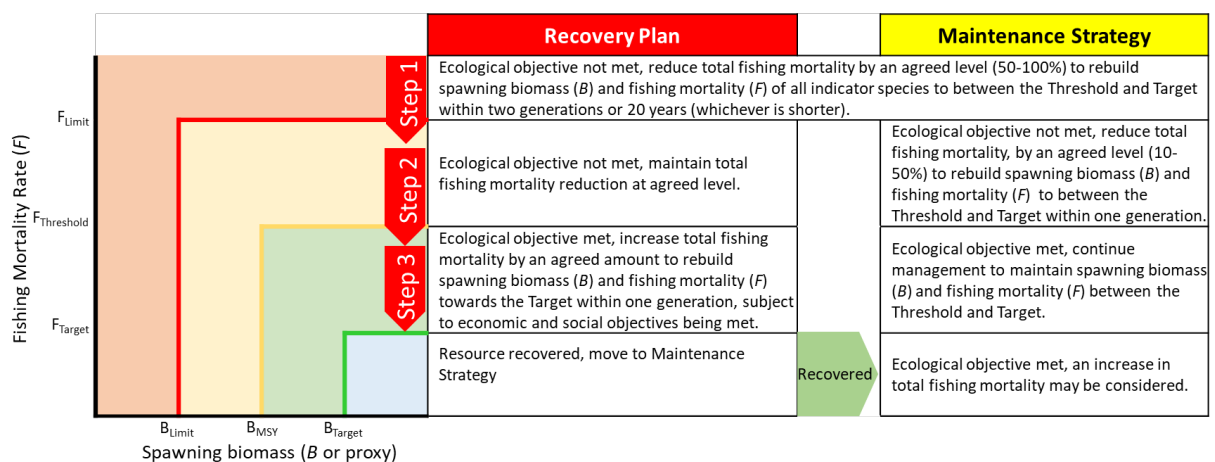 Recovery Plan
Maintenance Strategy
Step 1
Ecological objective not met, reduce total fishing mortality by an agreed level (50-100%) to rebuild
spawning biomass (B) and fishing mortality (F) of all indicator species to between the Threshold and Target
within two generations or 20 years (whichever is shorter).
Fishing Mortality Rate (F)
F Limit
Step 2
Ecological objective not met, maintain total
fishing mortality reduction at agreed level.
Ecological objective not met, reduce total
fishing mortality, by an agreed level (10-
50%) to rebuild spawning biomass (B) and
fishing mortality (F) to between the
Threshold and Target within one generation.
F Threshold
Step 3
Ecological objective met, increase total fishing
mortality by an agreed amount to rebuild
spawning biomass (B) and fishing mortality (F)
towards the Target within one generation, subject
to economic and social objectives being met.
Ecological objective met, continue
management to maintain spawning biomass
(B) and fishing mortality (F) between the
Threshold and Target.
F Target
Resource recovered, move to Maintenance
Strategy
Recovered
Ecological objective met, an increase in
total fishing mortality may be considered.
B Limit
B MSY
B Target
Spawning biomass (B or proxy)